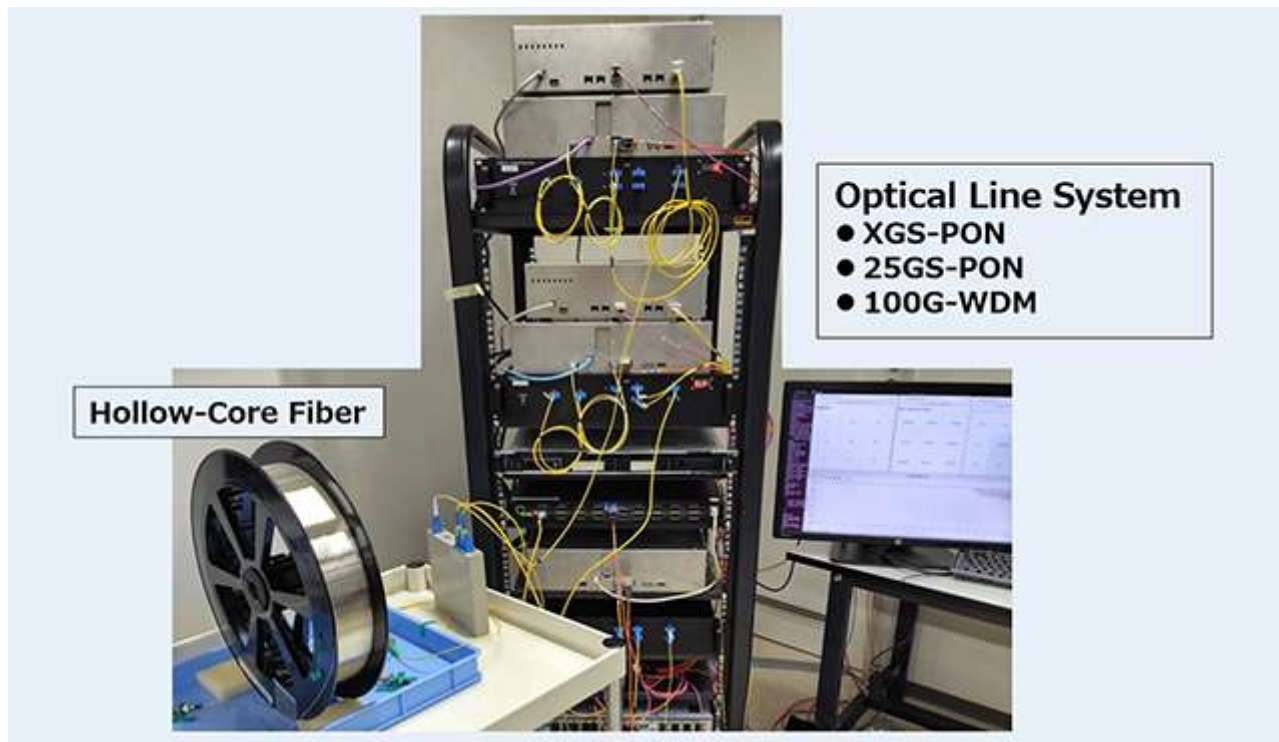 Optical Line System
● XGS-PON
● 25GS-PON
● 100G-WDM
Hollow-Core Fiber